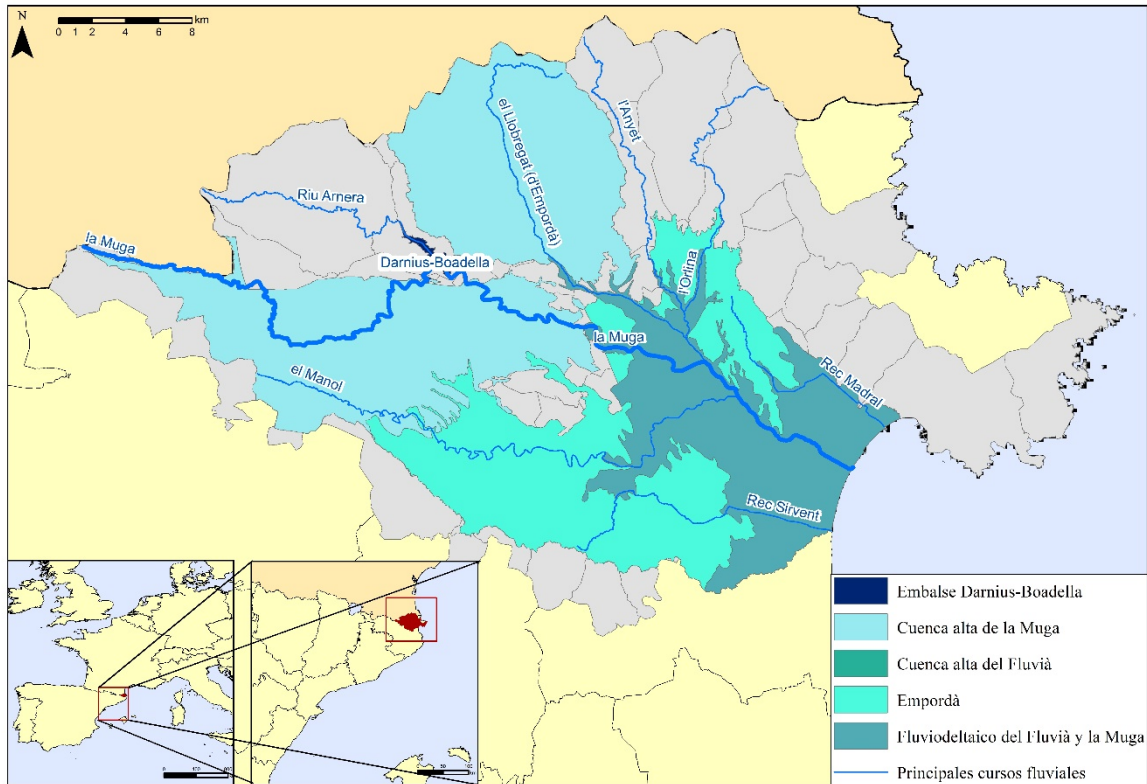 N
0 1 2 4 6 8
km
l'Anyet
el Llobregat (d'Empordà)
Riu Arnera
la Muga
Darnius-Boadella
l'Orlina
la Muga
Rec Madral
el Manol
Rec Sirvent
Embalse Darnius-Boadella
Cuenca alta de la Muga
Cuenca alta del Fluvià
Empordà
Fluviodeltaico del Fluvià y la Muga
Principales cursos fluviales